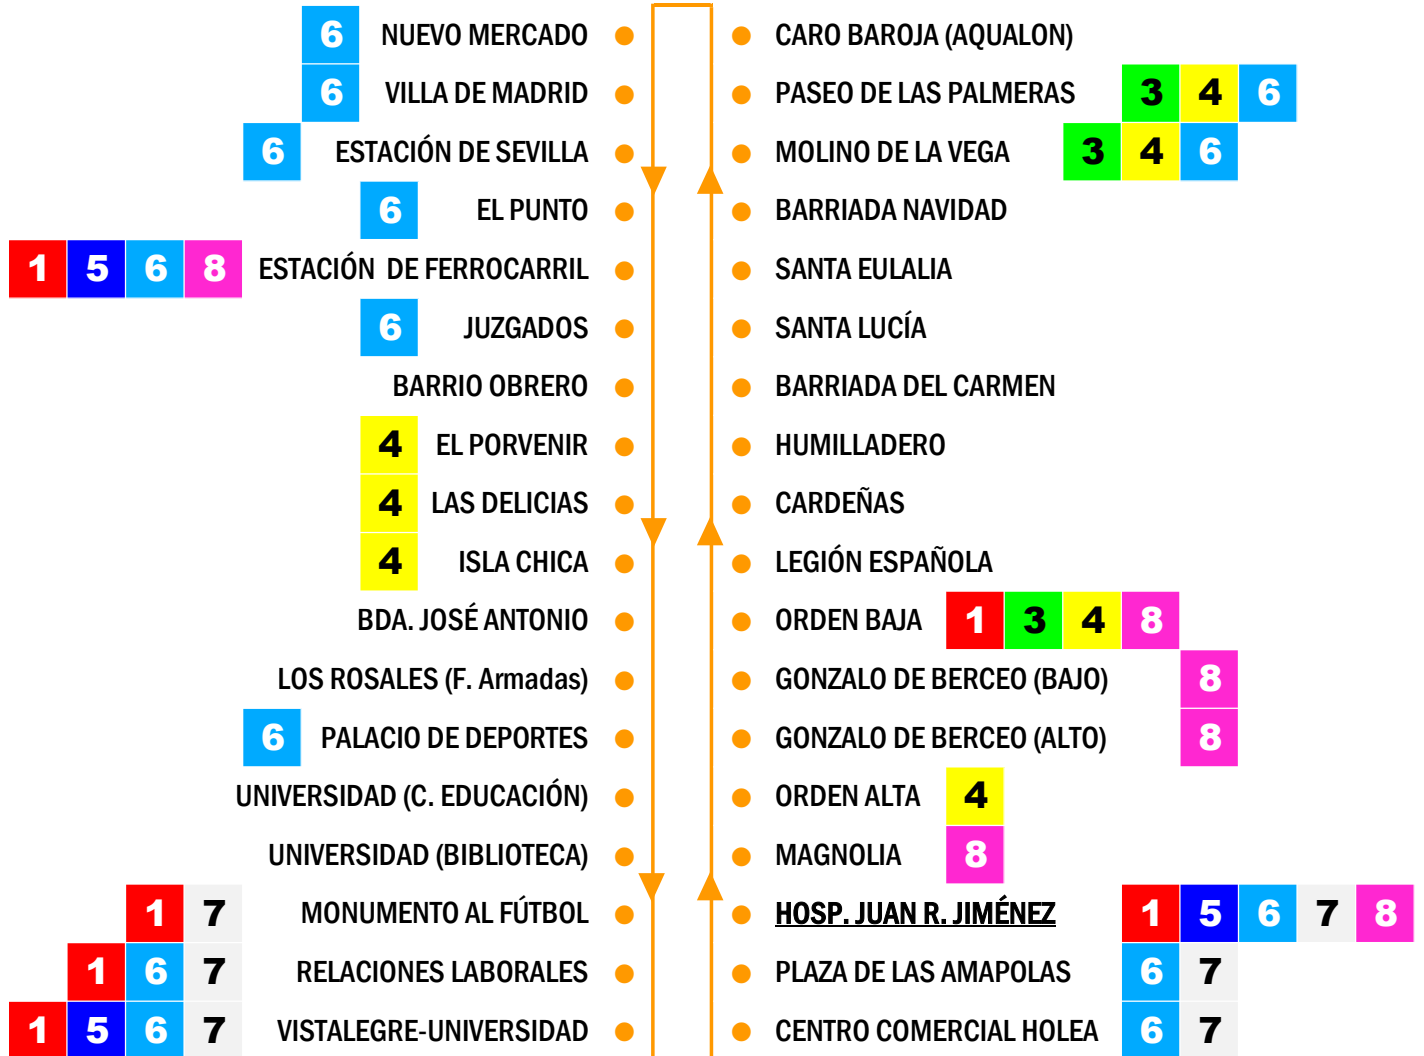 6 NUEVO MERCADO
6 VILLA DE MADRID
6 ESTACIÓN DE SEVILLA
6 EL PUNTO
1 5 6 8 ESTACIÓN DE FERROCARRIL
6 JUZGADOS
BARRIO OBRERO
4 EL PORVENIR
4 LAS DELICIAS
4 ISLA CHICA
BDA. JOSÉ ANTONIO
LOS ROSALES (F. Armadas)
6 PALACIO DE DEPORTES
UNIVERSIDAD (C. EDUCACIÓN)
UNIVERSIDAD (BIBLIOTECA)
1 7 MONUMENTO AL FÚTBOL
1 6 7 RELACIONES LABORALES
1 5 6 7 VISTALEGRE-UNIVERSIDAD
CARO BAROJA (AQUALON)
PASEO DE LAS PALMERAS 3 4 6
MOLINO DE LA VEGA 3 4 6
BARRIADA NAVIDAD
SANTA EULALIA
SANTA LUCÍA
BARRIADA DEL CARMEN
HUMILLADERO
CARDEÑAS
LEGIÓN ESPAÑOLA
ORDEN BAJA 1 3 4 8
GONZALO DE BERCEO (BAJO) 8
GONZALO DE BERCEO (ALTO) 8
ORDEN ALTA 4
MAGNOLIA 8
HOSP. JUAN R. JIMÉNEZ 1 5 6 7 8
PLAZA DE LAS AMAPOLAS 6 7
CENTRO COMERCIAL HOLEA 6 7